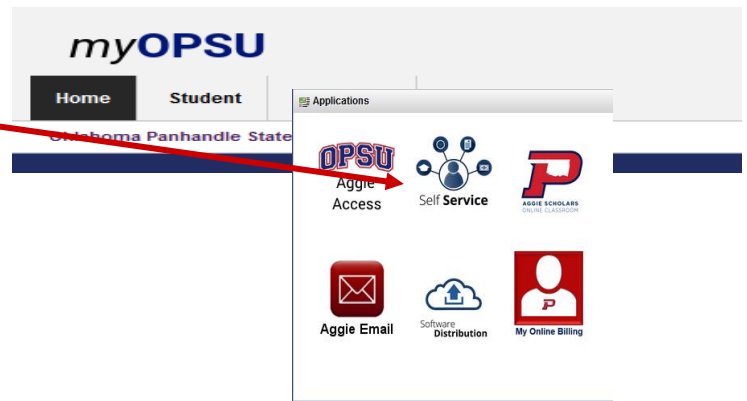 myOPSU
Home Student
Applications
Oklahoma Panhandle State
OPSU
Aggie
Access
Self Service
P
AGGIE SCHOLARS
ONLINE CLASSROOM
Aggie Email
Software
Distribution
P
My Online Billing